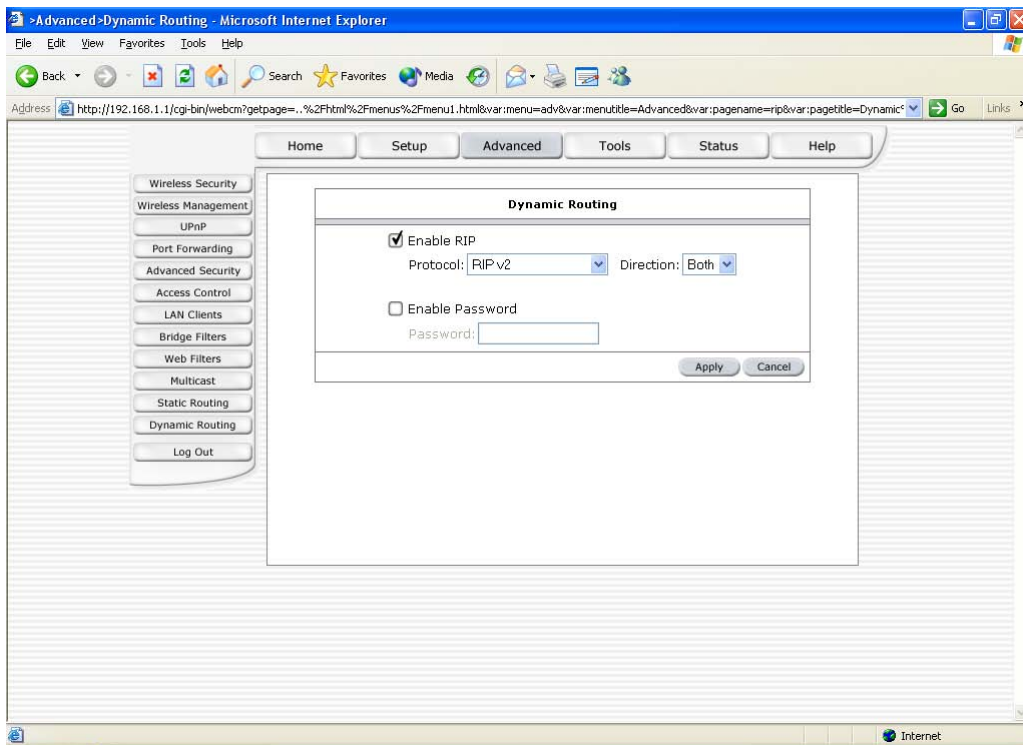 >Advanced>Dynamic Routing - Microsoft Internet Explorer
File Edit View Favorites Tools Help
Back Search Favorites Media
Address http://192.168.1.1/cgi-bin/webcm?getpage=..%2Fhtml%2Fmenus%2Fmenu1.html&var:menu=adv&var:menutitle=Advanced&var:pagename=rip&var:pagetitle=Dynamic Go Links
Home Setup Advanced Tools Status Help
Wireless Security
Wireless Management
UPnP
Port Forwarding
Advanced Security
Access Control
LAN Clients
Bridge Filters
Web Filters
Multicast
Static Routing
Dynamic Routing
Log Out
Dynamic Routing
Enable RIP
Protocol: RIP v2 Direction: Both
Enable Password
Password:
Apply Cancel
Internet